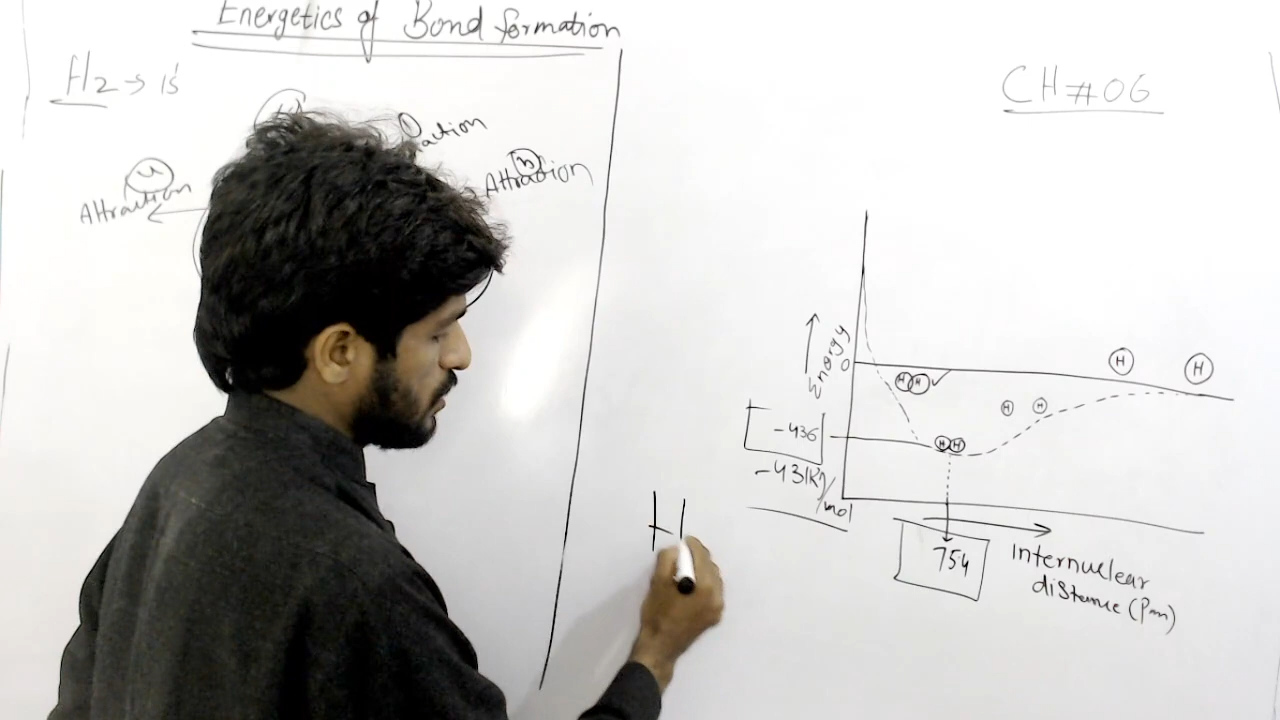 Energetics of Bond formation
H2 → 1s'
CH#06
Attraction
Attraction
Energy
0
H
H
H H
H H
H H
-436
-431KJ/mol
754
Internuclear
distance (Pm)
H